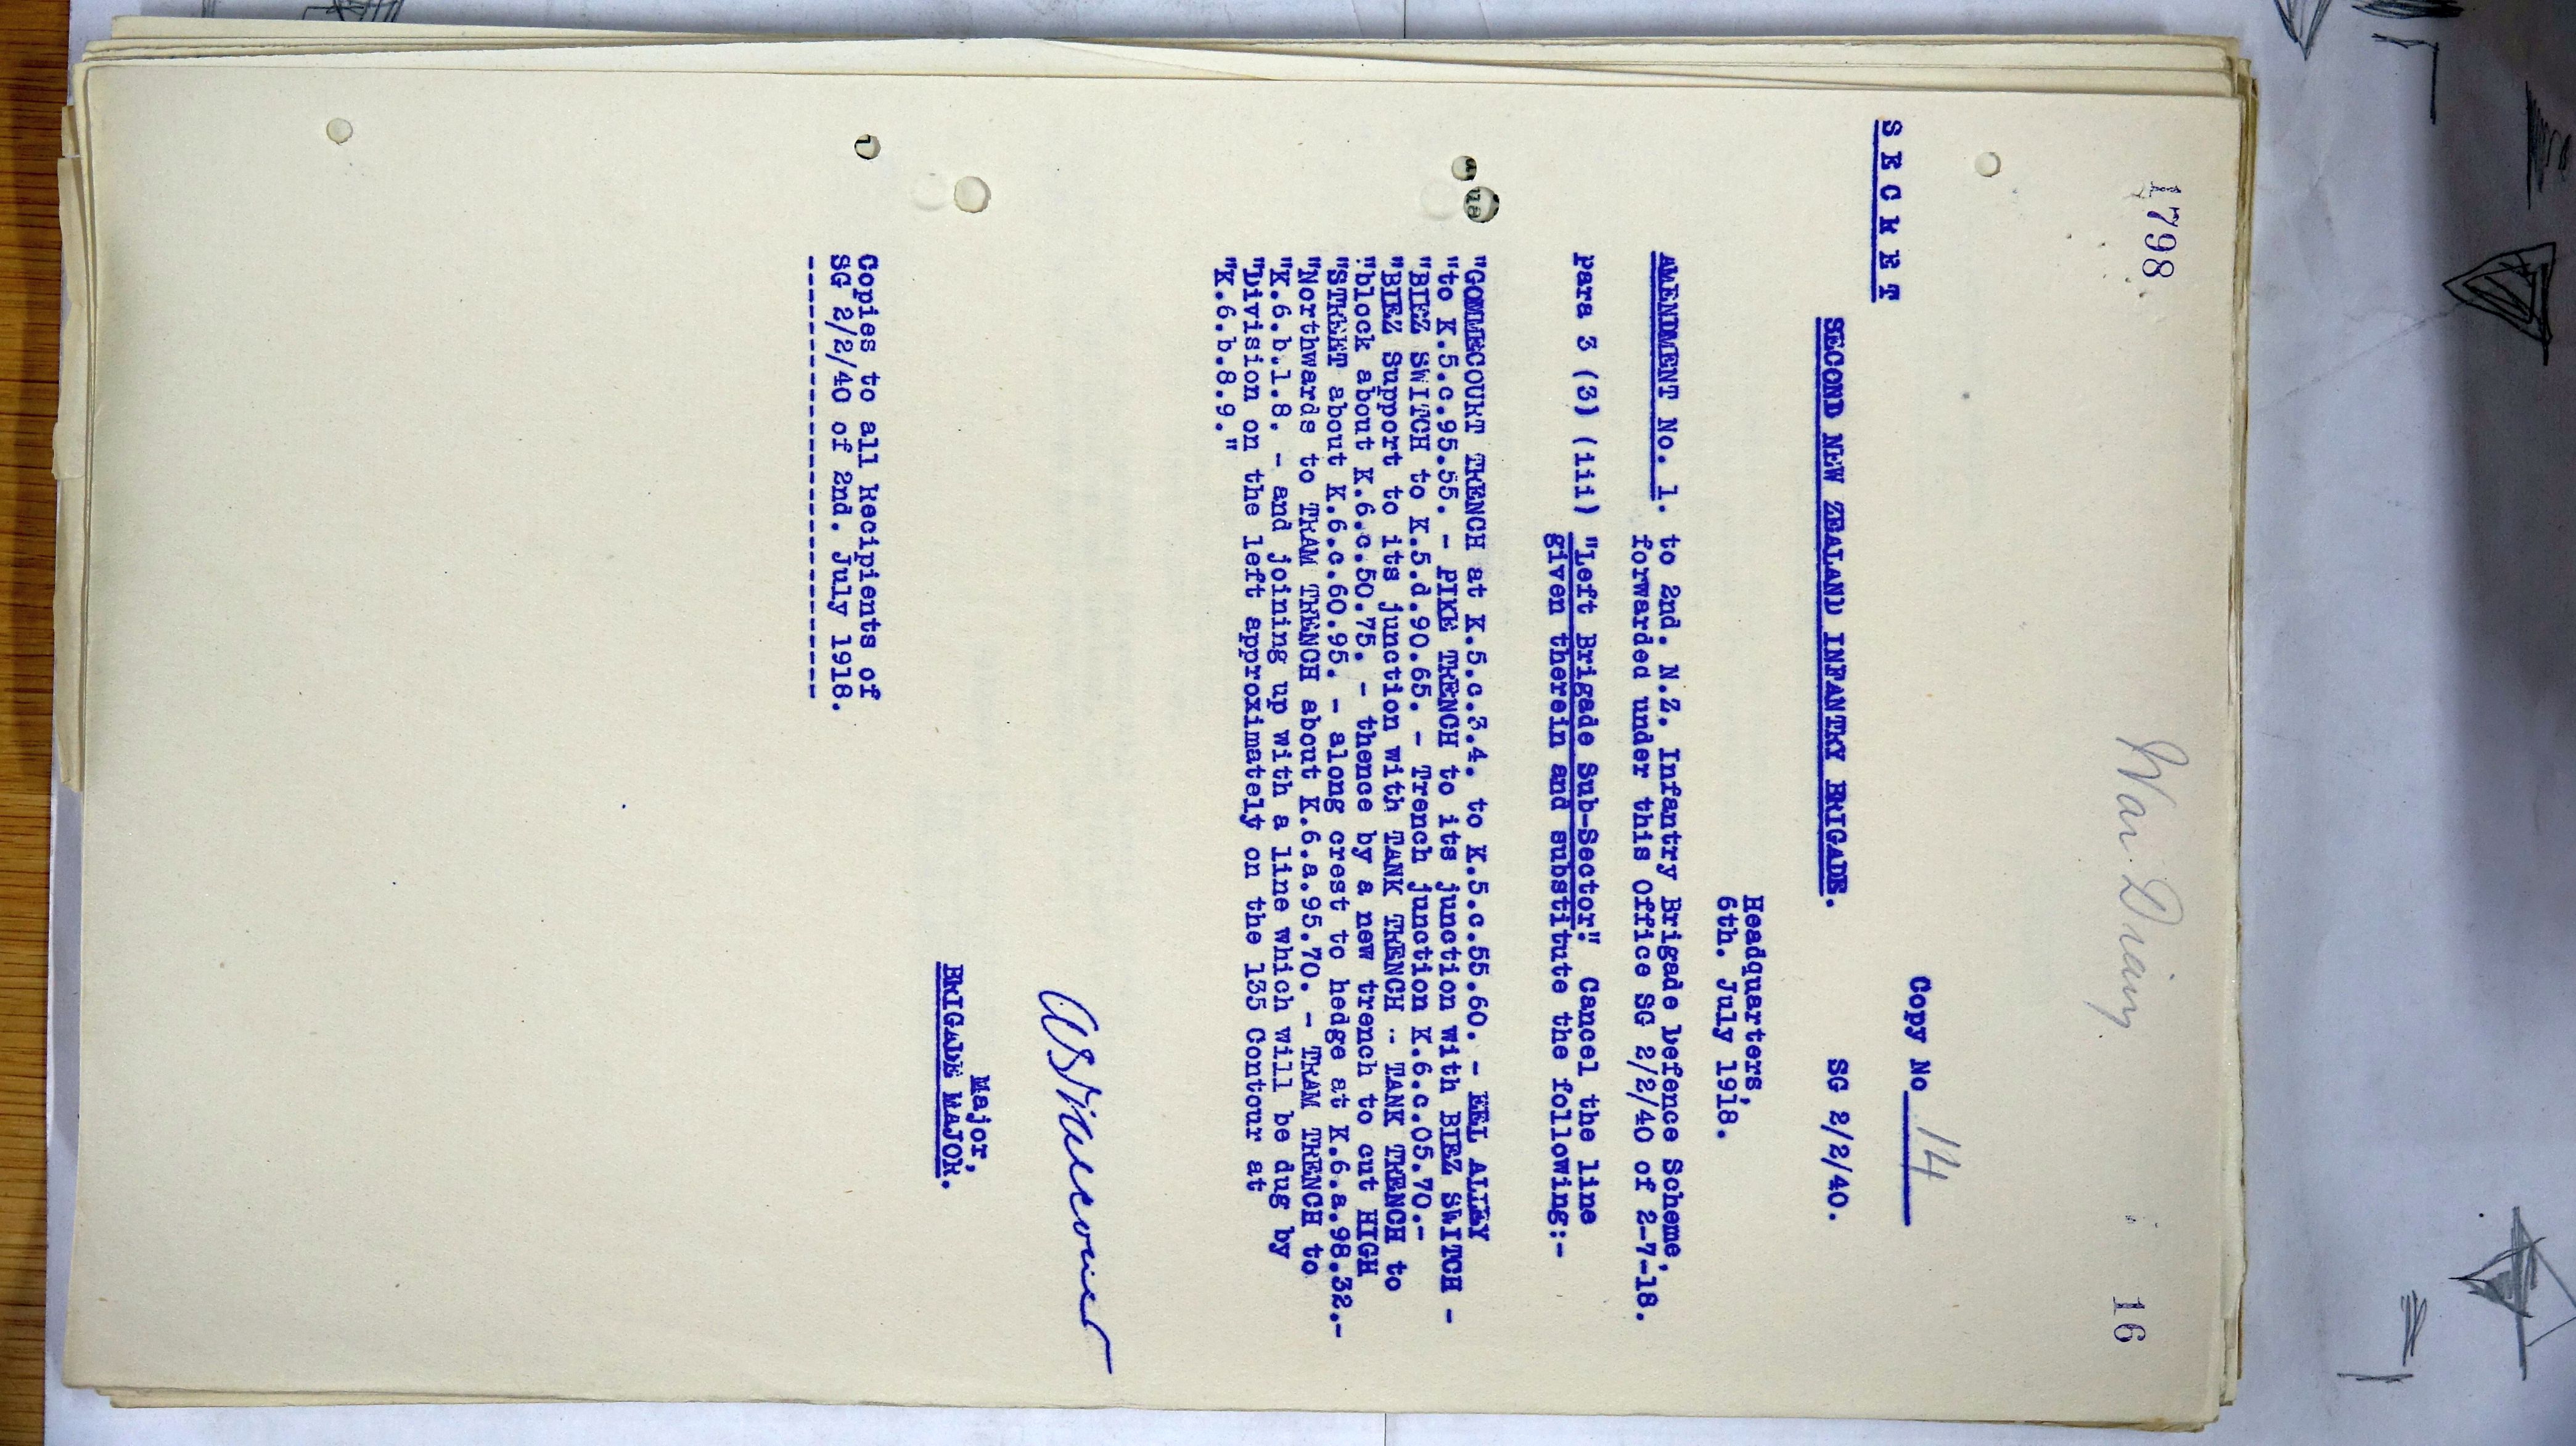 1798
War Diary
16
Copy No 14
S E C R E T
SECOND NEW ZEALAND INFANTRY BRIGADE. SG 2/2/40.
Headquarters,
6th. July 1918.
AMENDMENT No. 1. to 2nd. N.Z. Infantry Brigade Defence Scheme,
forwarded under this office SG 2/2/40 of 2-7-18.
Para 3 (3) (iii) "Left Brigade Sub-Sector" Cancel the line
given therein and substitute the following:-
"GOMMECOURT TRENCH at K.5.c.3.4. to K.5.c.55.60. - EEL ALLEY
"to K.5.c.95.55. - PIKE TRENCH to its junction with BIEZ SWITCH -
"BIEZ SWITCH to K.5.d.90.65. - Trench junction K.6.c.05.70.-
"BIEZ Support to its junction with TANK TRENCH - TANK TRENCH to
"block about K.6.c.50.75. - thence by a new trench to cut HIGH
"STREET about K.6.c.60.95. - along crest to hedge at K.6.a.98.32.-
"Northwards to TRAM TRENCH about K.6.a.95.70. - TRAM TRENCH to
"K.6.b.1.8. - and joining up with a line which will be dug by
"Division on the left approximately on the 135 Contour at
"K.6.b.8.9."
Major,
BRIGADE MAJOR.
Copies to all Recipients of
SG 2/2/40 of 2nd. July 1918.